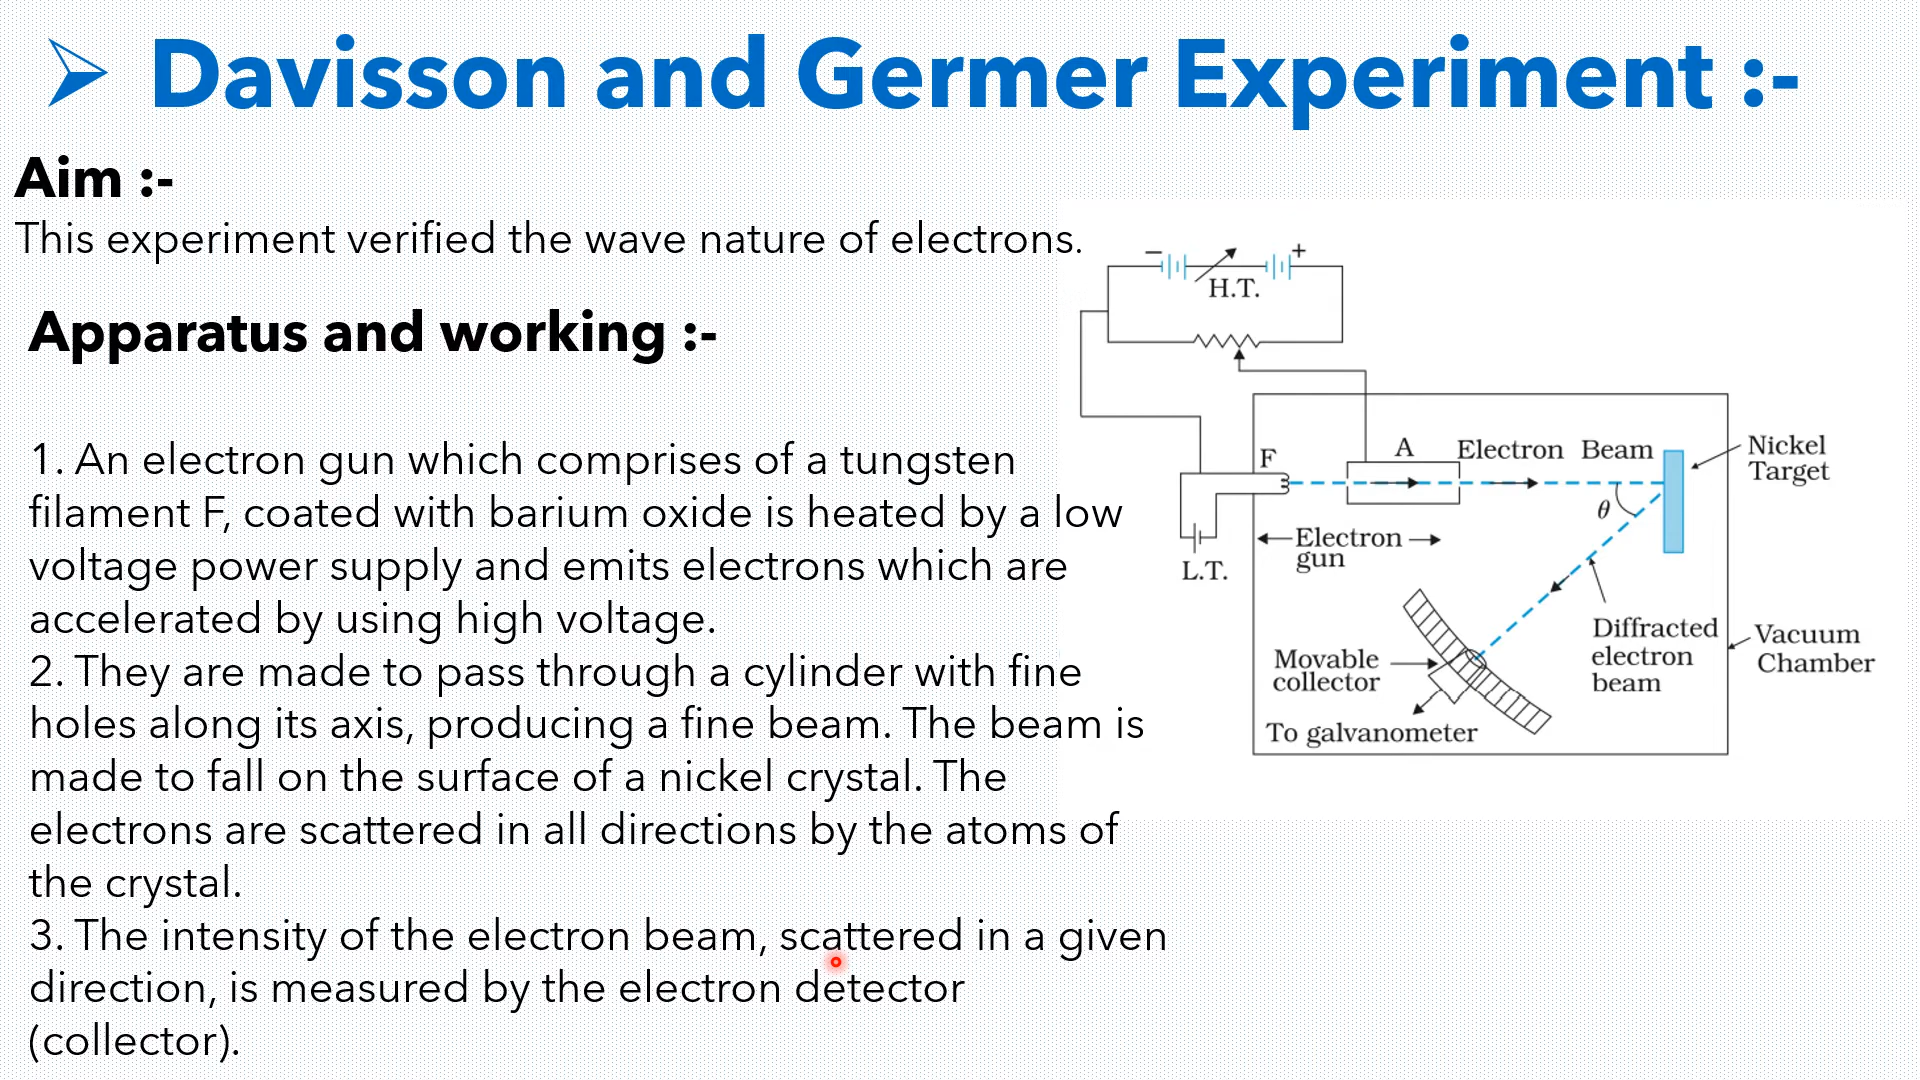 Davisson and Germer Experiment :-
Aim :-
This experiment verified the wave nature of electrons.
Apparatus and working :-
1. An electron gun which comprises of a tungsten
filament F, coated with barium oxide is heated by a low
voltage power supply and emits electrons which are
accelerated by using high voltage.
2. They are made to pass through a cylinder with fine
holes along its axis, producing a fine beam. The beam is
made to fall on the surface of a nickel crystal. The
electrons are scattered in all directions by the atoms of
the crystal.
3. The intensity of the electron beam, scattered in a given
direction, is measured by the electron detector
(collector).
− +
H.T.
F
A
Electron Beam
Nickel
Target
θ
Electron
gun
L.T.
Diffracted
electron
beam
Vacuum
Chamber
Movable
collector
To galvanometer